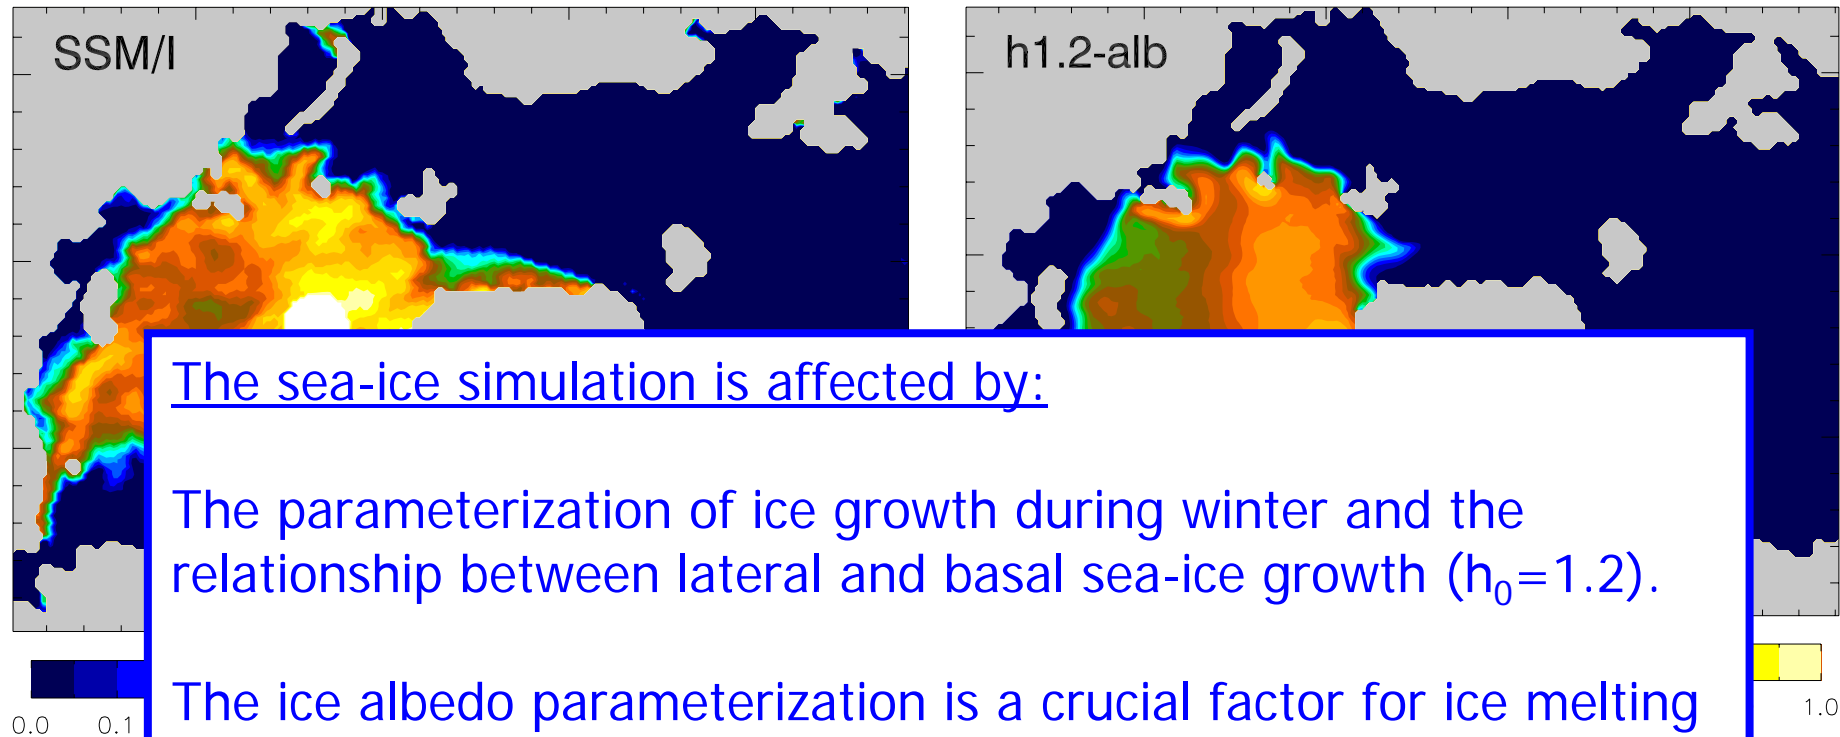 SSM/I
h1.2-alb
The sea-ice simulation is affected by:
The parameterization of ice growth during winter and the
relationship between lateral and basal sea-ice growth (h₀=1.2).
The ice albedo parameterization is a crucial factor for ice melting
0.0 0.1 1.0